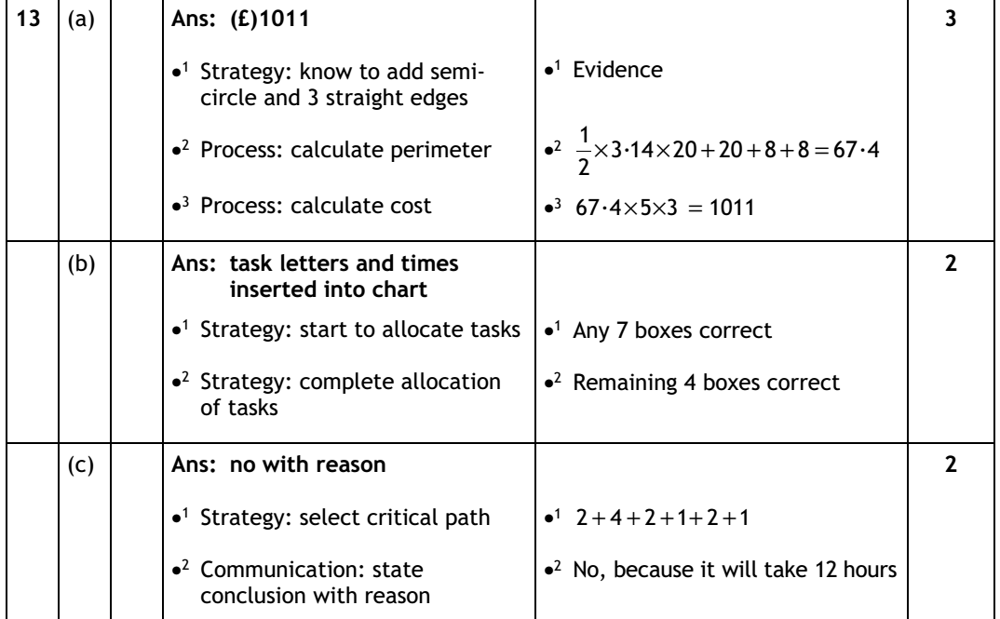 13 (a) Ans: (£)1011 3
•¹ Strategy: know to add semi- •¹ Evidence
circle and 3 straight edges
•² Process: calculate perimeter •² 1/2×3·14×20+20+8+8=67·4
•³ Process: calculate cost •³ 67·4×5×3 = 1011
(b) Ans: task letters and times 2
inserted into chart
•¹ Strategy: start to allocate tasks •¹ Any 7 boxes correct
•² Strategy: complete allocation •² Remaining 4 boxes correct
of tasks
(c) Ans: no with reason 2
•¹ Strategy: select critical path •¹ 2+4+2+1+2+1
•² Communication: state •² No, because it will take 12 hours
conclusion with reason